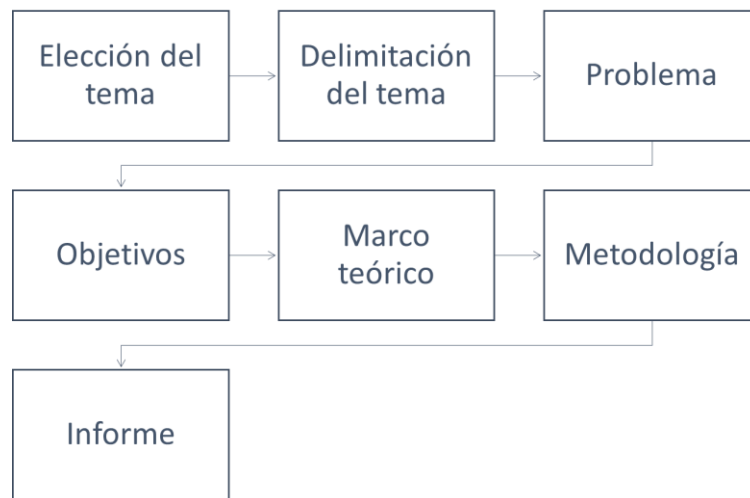 Elección del
tema
Delimitación
del tema
Problema
Objetivos
Marco
teórico
Metodología
Informe